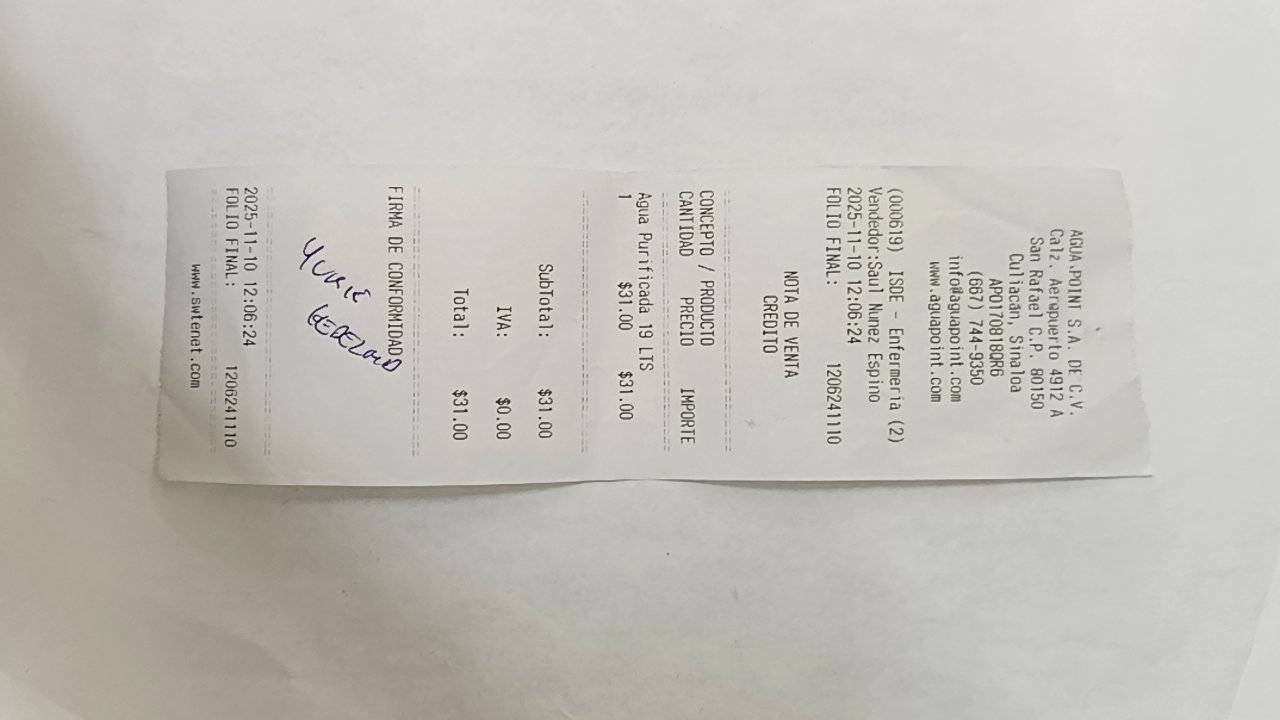 AGUA POINT S.A. DE C.V.
Calz. Aeropuerto 4912 A
San Rafael C.P. 80150
Culiacán, Sinaloa
APO170818QR6
(667) 744-9350
info@aguapoint.com
www.aguapoint.com
(000619) ISDE - Enfermeria (2)
Vendedor:Saul Nunez Espino
2025-11-10 12:06:24
FOLIO FINAL: 1206241110
NOTA DE VENTA
CREDITO
CONCEPTO / PRODUCTO
CANTIDAD PRECIO IMPORTE
Agua Purificada 19 LTS
1 $31.00 $31.00
SubTotal: $31.00
IVA: $0.00
Total: $31.00
FIRMA DE CONFORMIDAD
YURIE
2025-11-10 12:06:24
FOLIO FINAL: 1206241110
www.swtenet.com